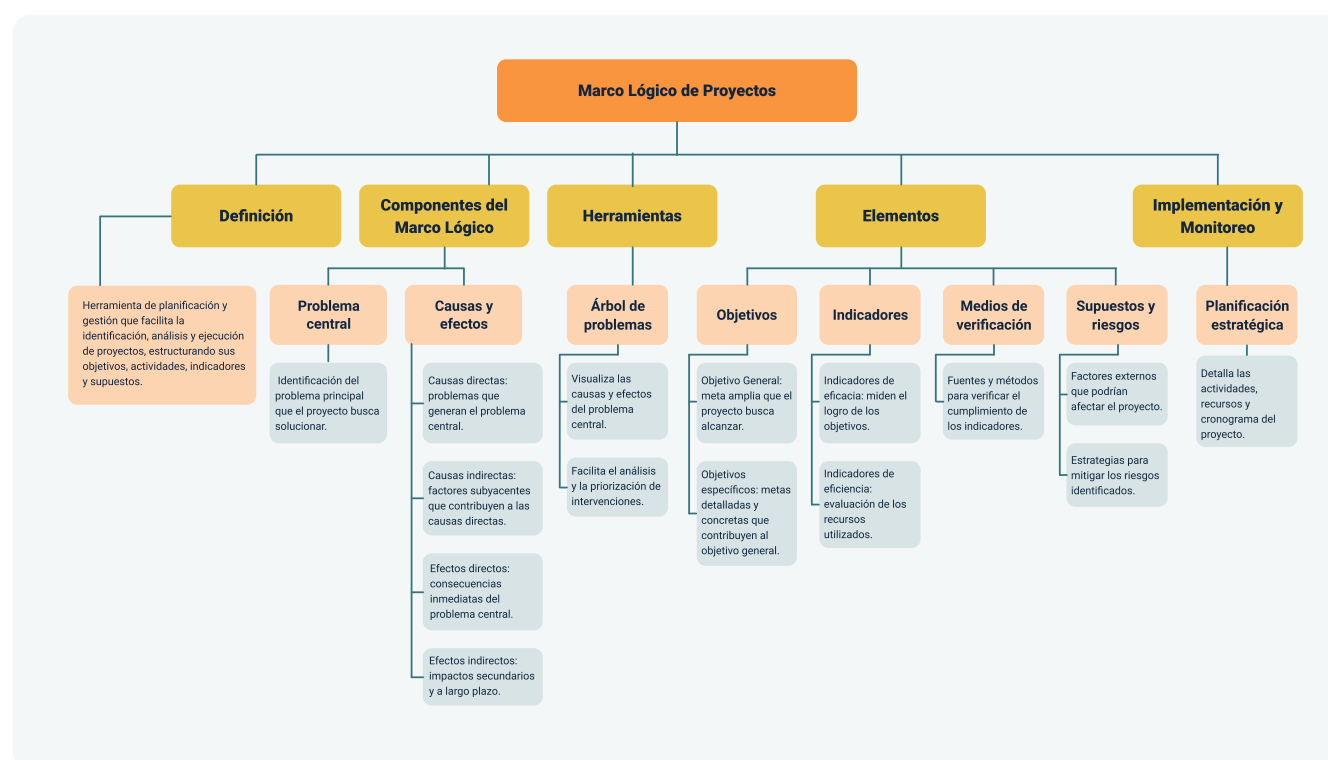 Marco Lógico de Proyectos
Definición
Componentes del
Marco Lógico
Herramientas
Elementos
Implementación y
Monitoreo
Herramienta de planificación y
gestión que facilita la
identificación, análisis y ejecución
de proyectos, estructurando sus
objetivos, actividades, indicadores
y supuestos.
Problema
central
Identificación del
problema principal
que el proyecto busca
solucionar.
Causas y
efectos
Causas directas:
problemas que
generan el problema
central.
Causas indirectas:
factores subyacentes
que contribuyen a las
causas directas.
Efectos directos:
consecuencias
inmediatas del
problema central.
Efectos indirectos:
impactos secundarios
y a largo plazo.
Árbol de
problemas
Visualiza las
causas y efectos
del problema
central.
Facilita el análisis
y la priorización de
intervenciones.
Objetivos
Objetivo General:
meta amplia que el
proyecto busca
alcanzar.
Objetivos
específicos: metas
detalladas y
concretas que
contribuyen al
objetivo general.
Indicadores
Indicadores de
eficacia: miden el
logro de los
objetivos.
Indicadores de
eficiencia:
evaluación de los
recursos
utilizados.
Medios de
verificación
Fuentes y métodos
para verificar el
cumplimiento de
los indicadores.
Supuestos y
riesgos
Factores externos
que podrían
afectar el proyecto.
Estrategias para
mitigar los riesgos
identificados.
Planificación
estratégica
Detalla las
actividades,
recursos y
cronograma del
proyecto.